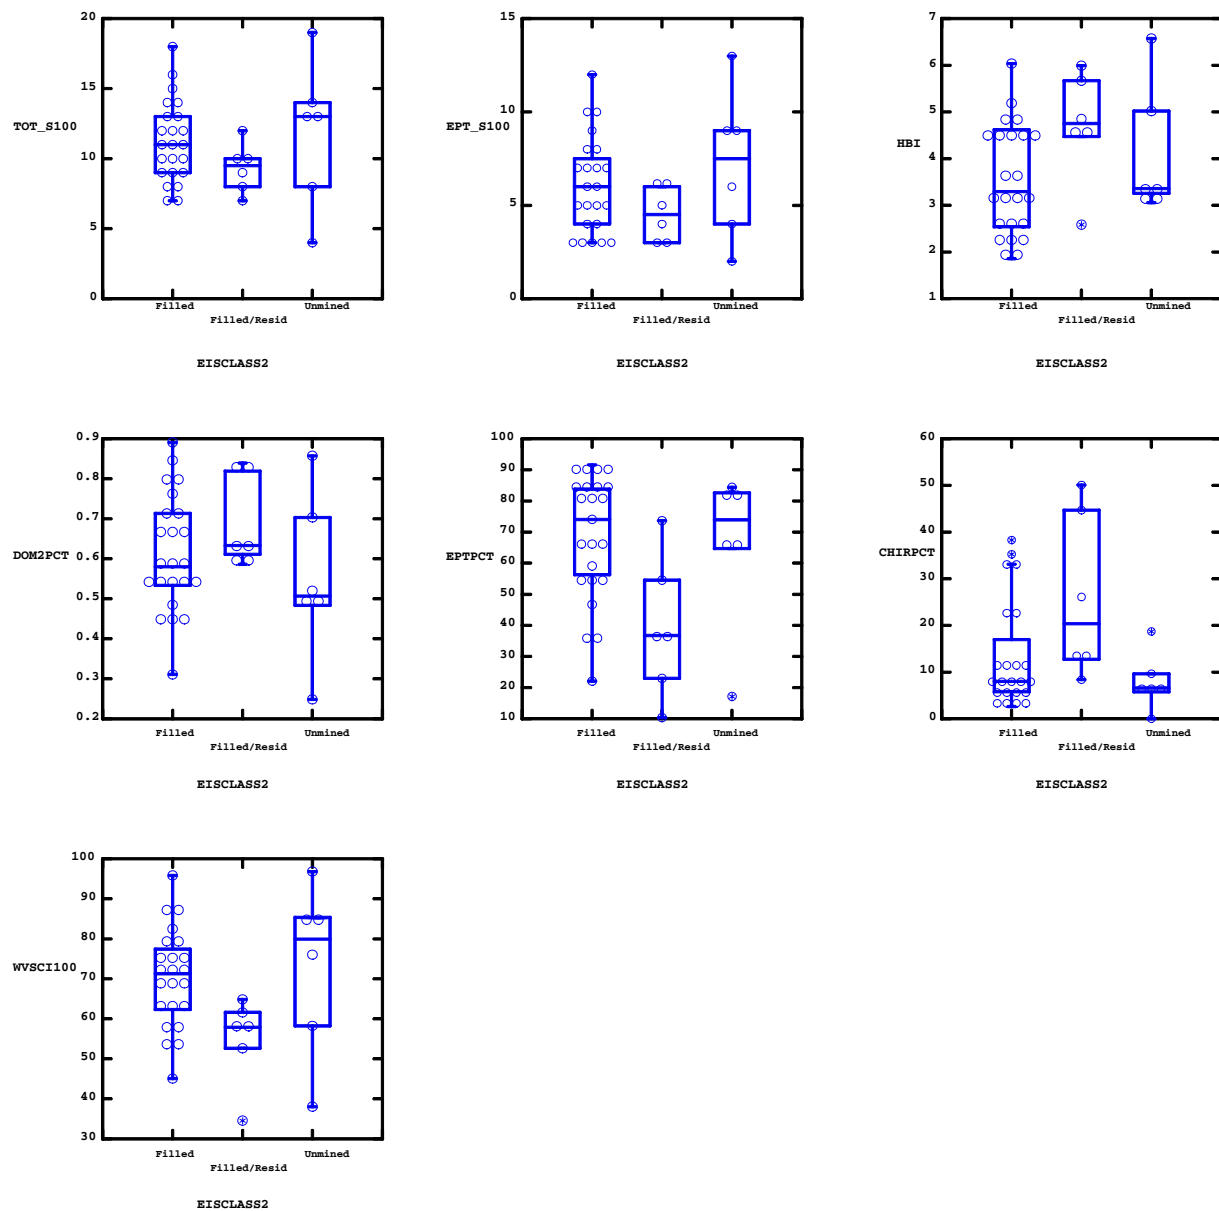 20
15
TOT_S100
10
5
0
Filled
Unmined
Filled/Resid
EISCLASS2
15
10
EPT_S100
5
0
Filled
Unmined
Filled/Resid
EISCLASS2
7
6
5
HBI
4
3
2
1
Filled
Unmined
Filled/Resid
EISCLASS2
0.9
0.8
0.7
DOM2PCT
0.6
0.5
0.4
0.3
0.2
Filled
Unmined
Filled/Resid
EISCLASS2
100
90
80
70
60
EPTPCT
50
40
30
20
10
Filled
Unmined
Filled/Resid
EISCLASS2
60
50
40
CHIRPCT
30
20
10
0
Filled
Unmined
Filled/Resid
EISCLASS2
100
90
80
WVSCI100
70
60
50
40
30
Filled
Unmined
Filled/Resid
EISCLASS2